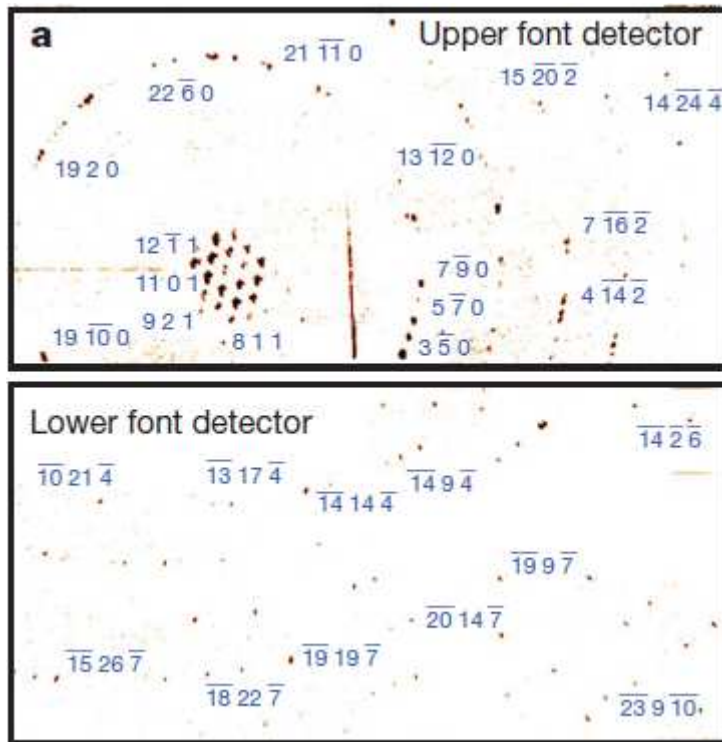 a
Upper font detector
21 1̅1̅ 0
22 6̅ 0
15 2̅0̅ 2̅
14 2̅4̅ 4̅
19 2 0
13 1̅2̅ 0
12 1̅ 1
7 1̅6̅ 2̅
11 0 1
7 9̅ 0
4 1̅4̅ 2̅
9 2 1
5 7̅ 0
19 1̅0̅ 0
8 1 1
3 5̅ 0
Lower font detector
1̅4̅ 2 6̅
1̅0̅ 21 4̅
1̅3̅ 17 4̅
1̅4̅ 9 4̅
1̅4̅ 14 4̅
1̅9̅ 9 7̅
2̅0̅ 14 7̅
1̅5̅ 26 7̅
1̅9̅ 19 7̅
1̅8̅ 22 7̅
2̅3̅ 9 1̅0̅